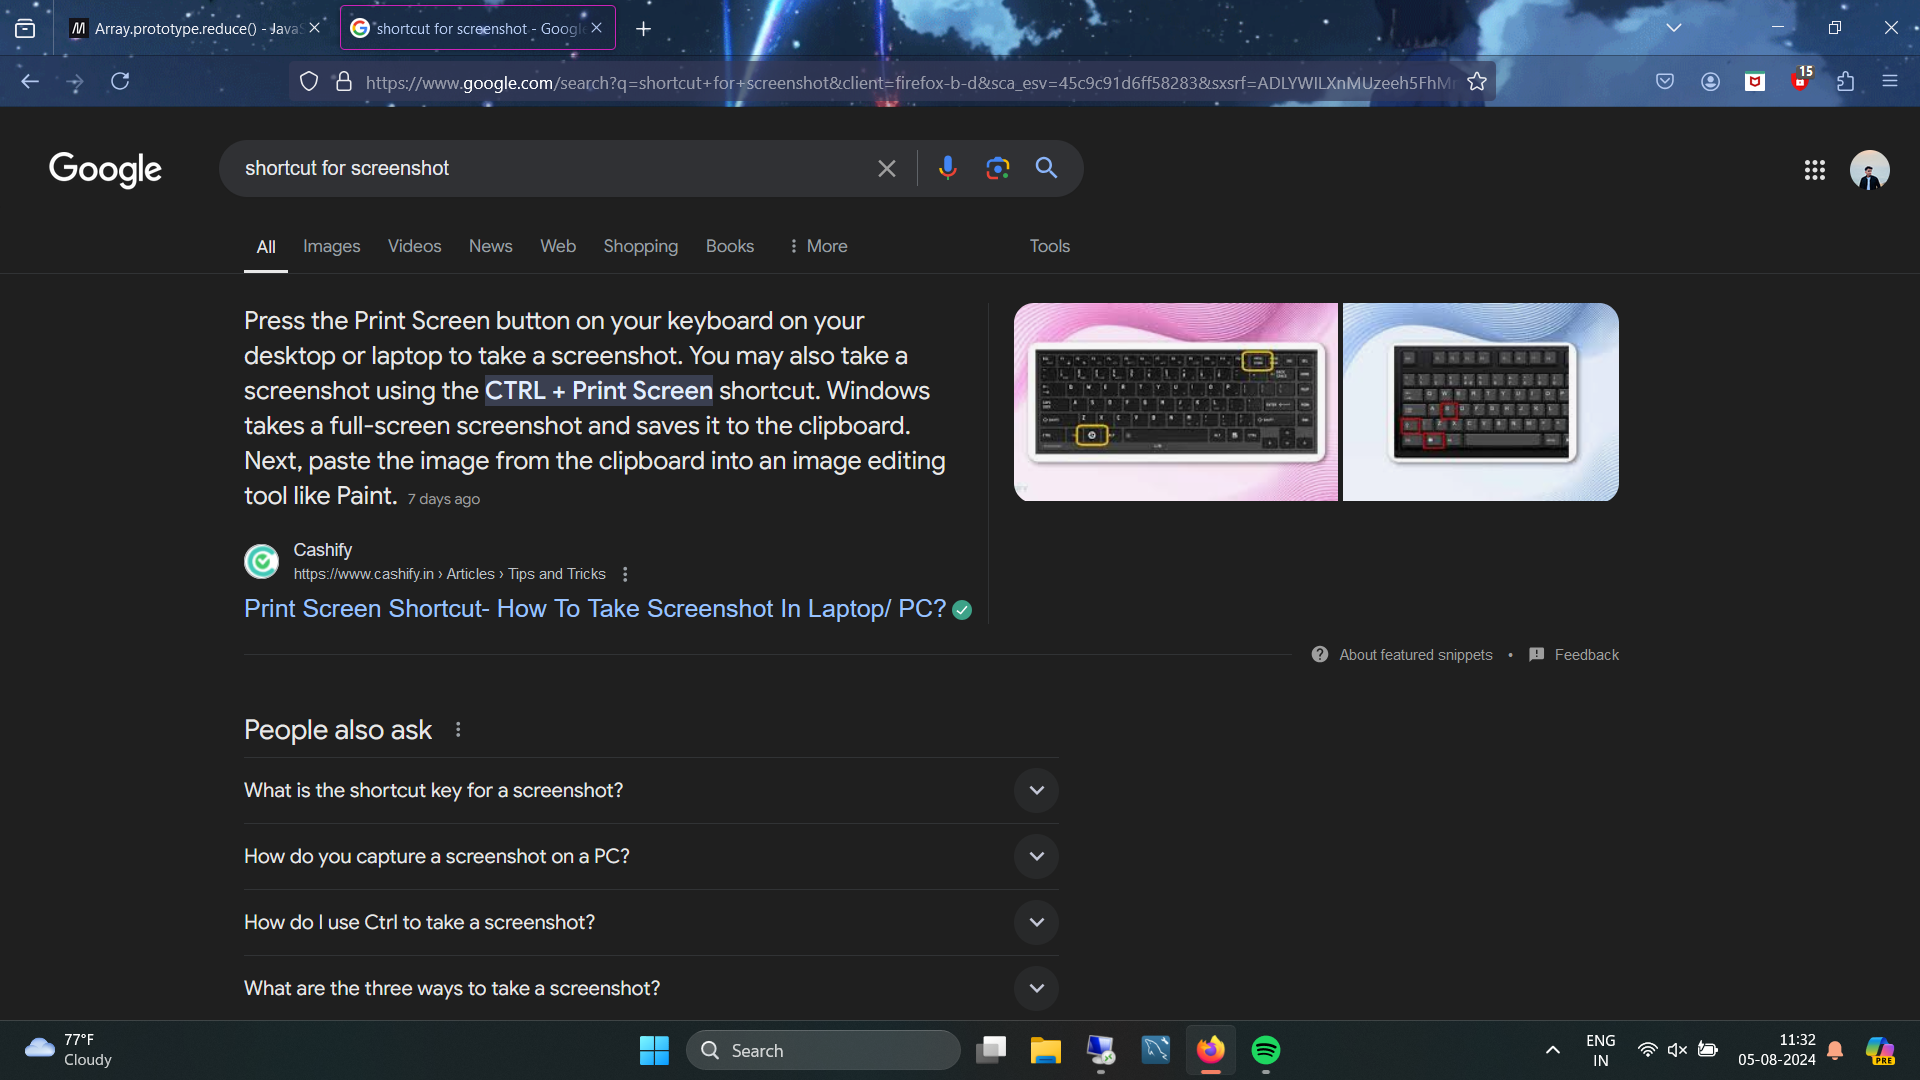 Array.prototype.reduce() - JavaS
shortcut for screenshot - Googl
https://www.google.com/search?q=shortcut+for+screenshot&client=firefox-b-d&sca_esv=45c9c91d6ff58283&sxsrf=ADLYWILXnMUzeeh5FhM
15
Google
shortcut for screenshot
All Images Videos News Web Shopping Books More Tools
Press the Print Screen button on your keyboard on your
desktop or laptop to take a screenshot. You may also take a
screenshot using the CTRL + Print Screen shortcut. Windows
takes a full-screen screenshot and saves it to the clipboard.
Next, paste the image from the clipboard into an image editing
tool like Paint. 7 days ago
Cashify
https://www.cashify.in › Articles › Tips and Tricks
Print Screen Shortcut- How To Take Screenshot In Laptop/ PC?
About featured snippets • Feedback
People also ask
What is the shortcut key for a screenshot?
How do you capture a screenshot on a PC?
How do I use Ctrl to take a screenshot?
What are the three ways to take a screenshot?
77°F
Cloudy
Search
ENG
IN
11:32
05-08-2024
PRE